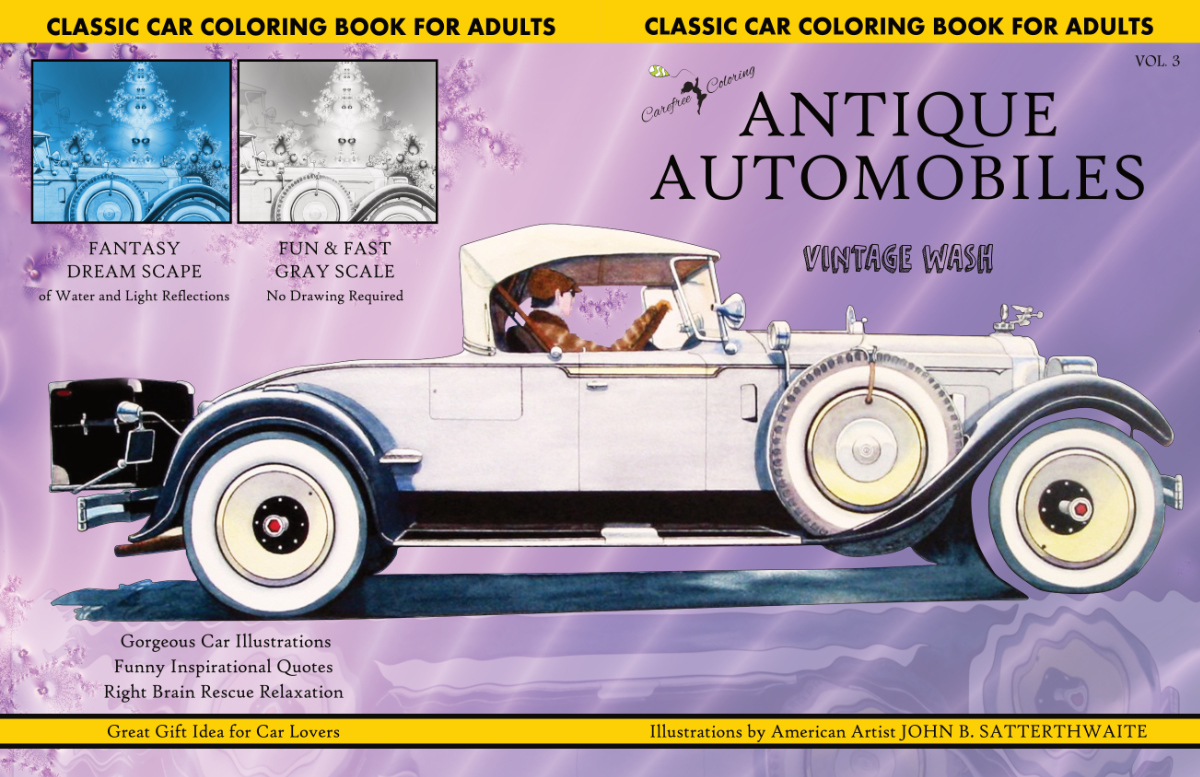 CLASSIC CAR COLORING BOOK FOR ADULTS
FANTASY
DREAM SCAPE
of Water and Light Reflections
FUN & FAST
GRAY SCALE
No Drawing Required
Gorgeous Car Illustrations
Funny Inspirational Quotes
Right Brain Rescue Relaxation
Great Gift Idea for Car Lovers
CLASSIC CAR COLORING BOOK FOR ADULTS
VOL. 3
Carefree Coloring
ANTIQUE
AUTOMOBILES
VINTAGE WASH
Illustrations by American Artist JOHN B. SATTERTHWAITE